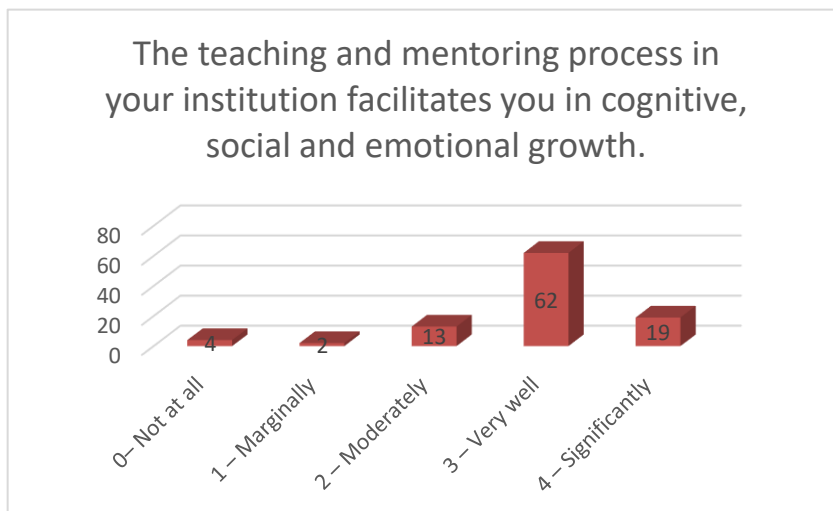 The teaching and mentoring process in
your institution facilitates you in cognitive,
social and emotional growth.
80
60
40
20
0
4
2
13
62
19
0– Not at all
1 – Marginally
2 – Moderately
3 – Very well
4 – Significantly